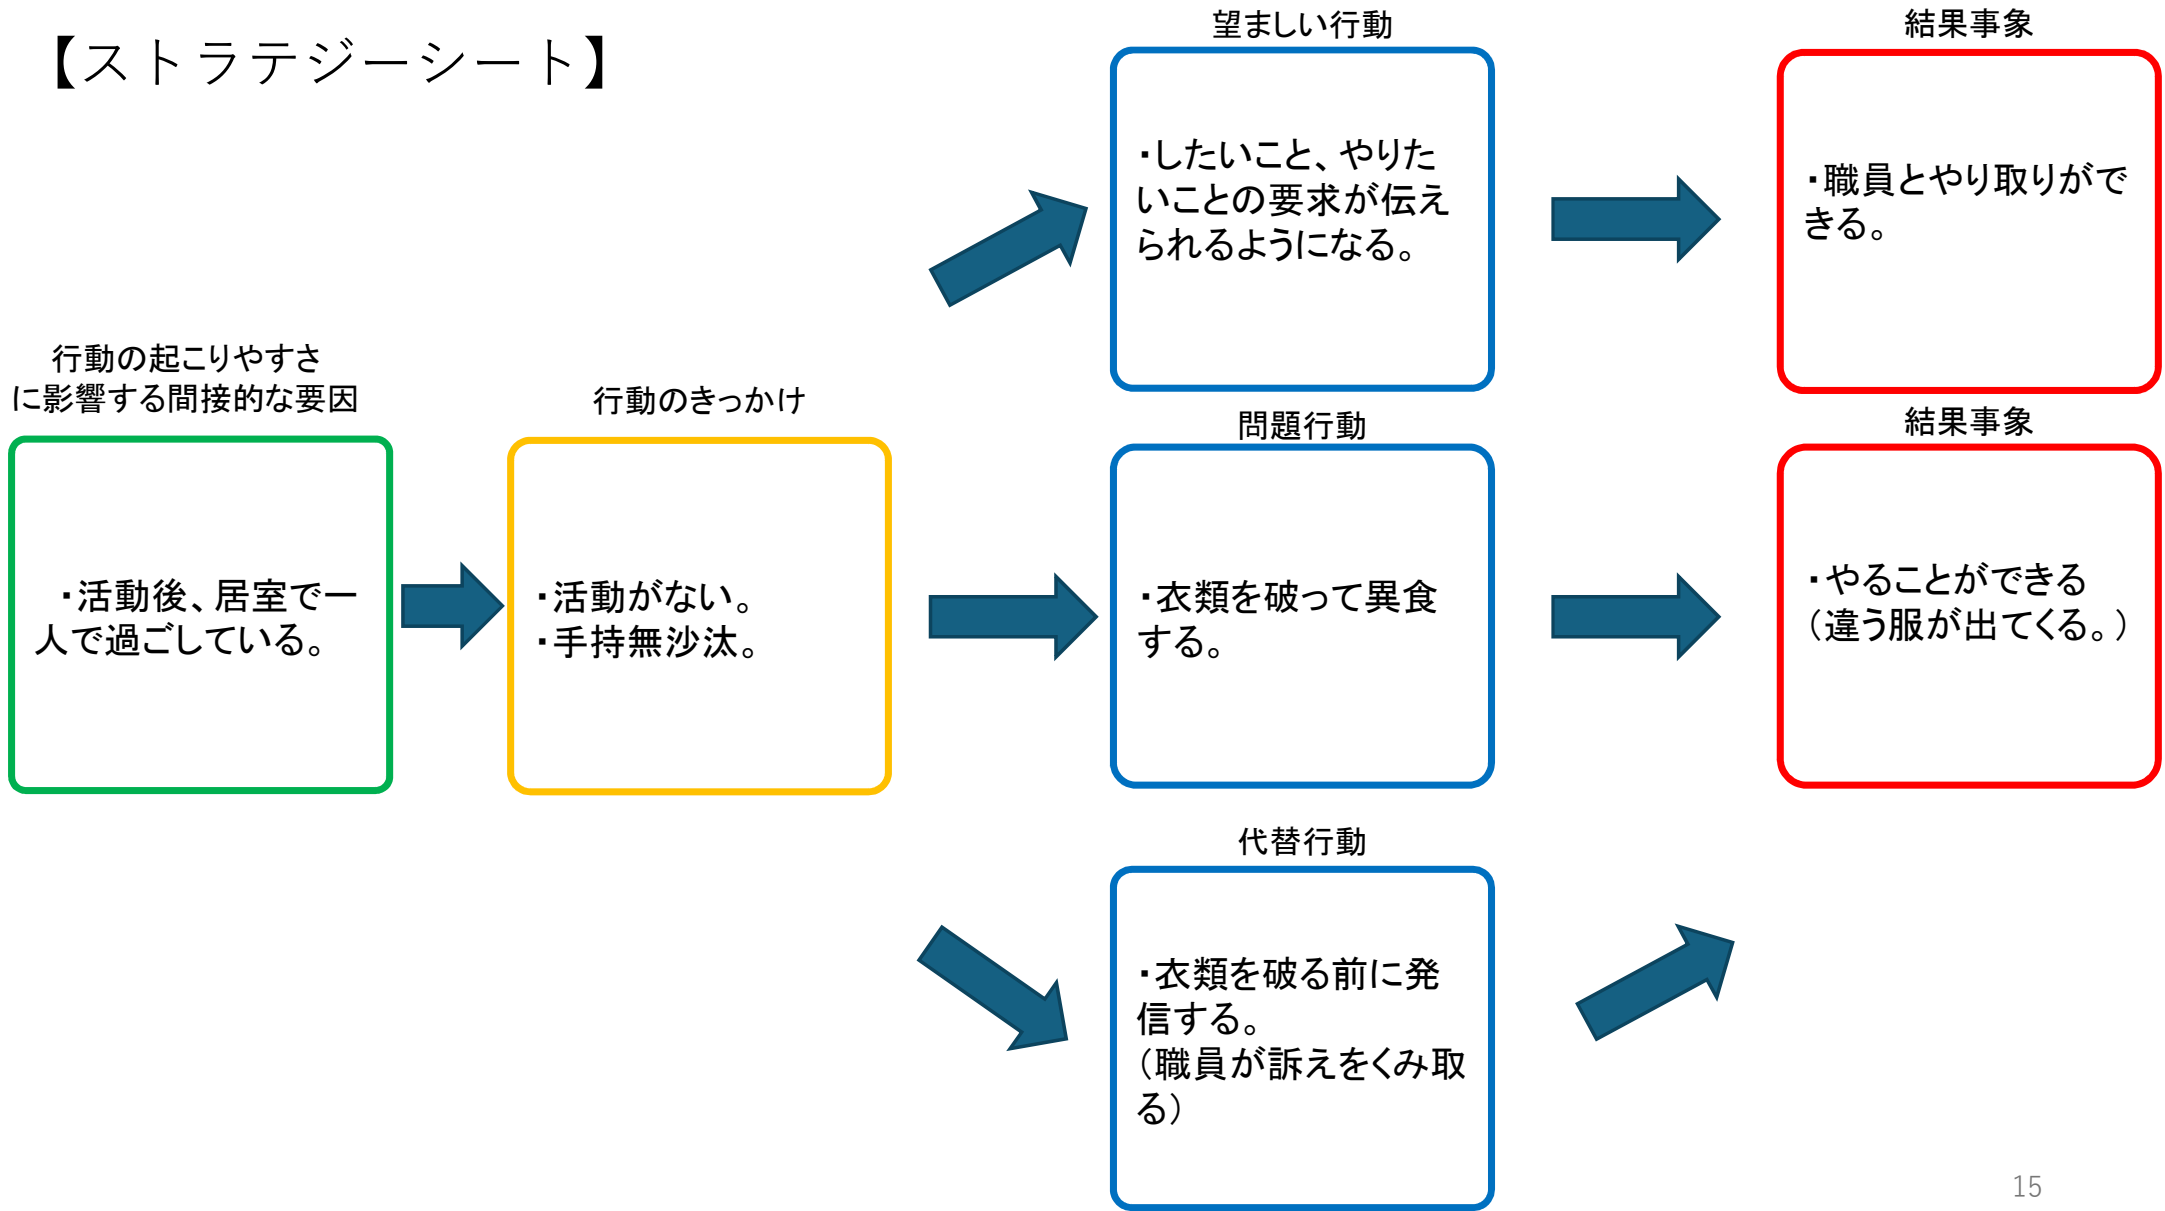 【ストラテジーシート】
望ましい行動
・したいこと、やりた
いことの要求が伝え
られるようになる。
結果事象
・職員とやり取りがで
きる。
行動の起こりやすさ
に影響する間接的な要因
・活動後、居室で一
人で過ごしている。
行動のきっかけ
・活動がない。
・手持無沙汰。
問題行動
・衣類を破って異食
する。
結果事象
・やることができる
（違う服が出てくる。）
代替行動
・衣類を破る前に発
信する。
（職員が訴えをくみ取
る）
15